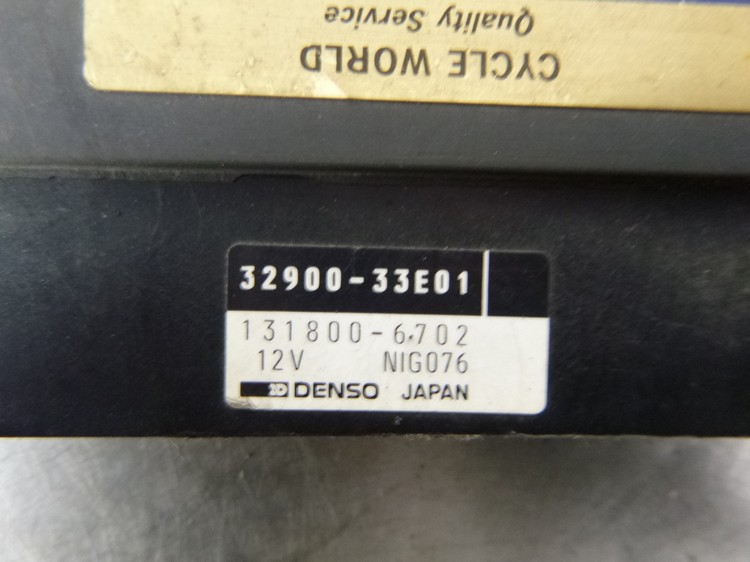 Quality Service
CYCLE WORLD
32900-33E01
131800-6702
12V NIG076
DENSO JAPAN